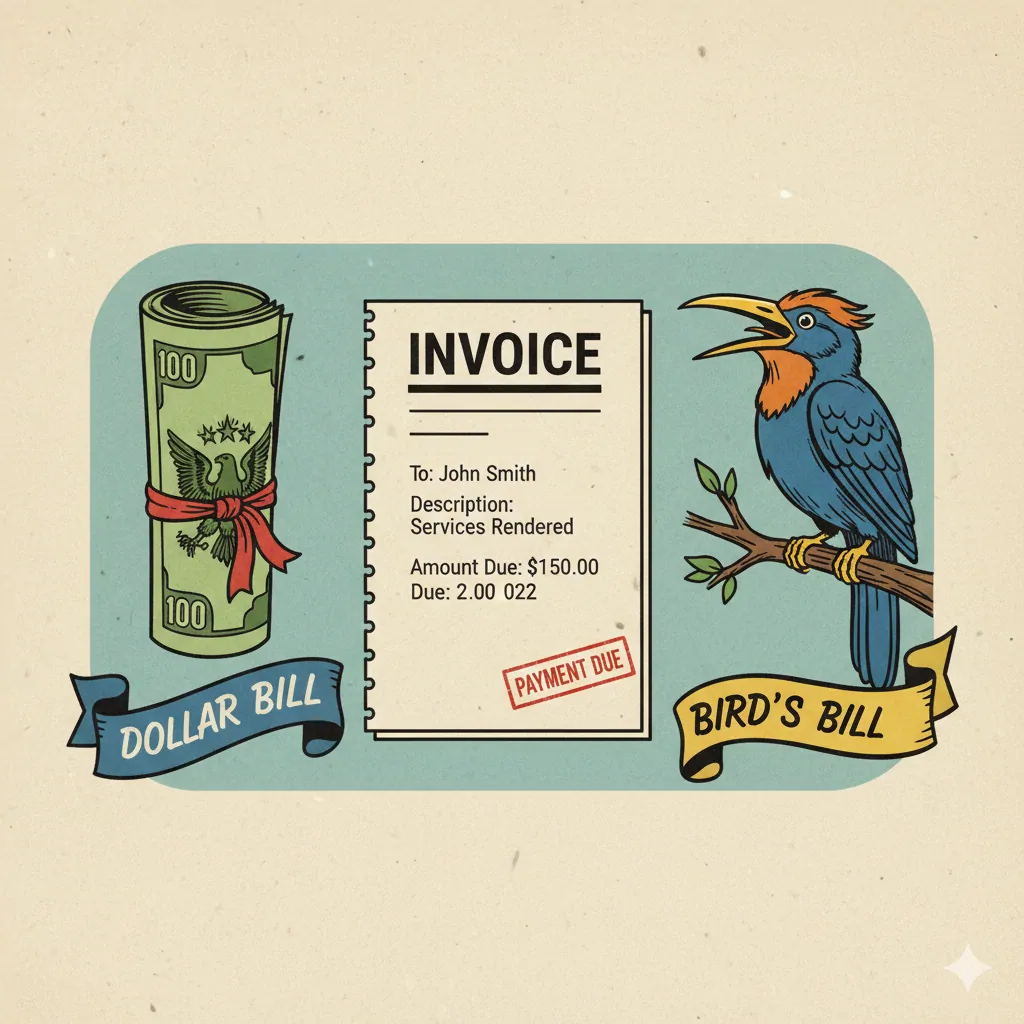 100
100
DOLLAR BILL
INVOICE
To: John Smith
Description:
Services Rendered
Amount Due: $150.00
Due: 2.00 022
PAYMENT DUE
BIRD'S BILL